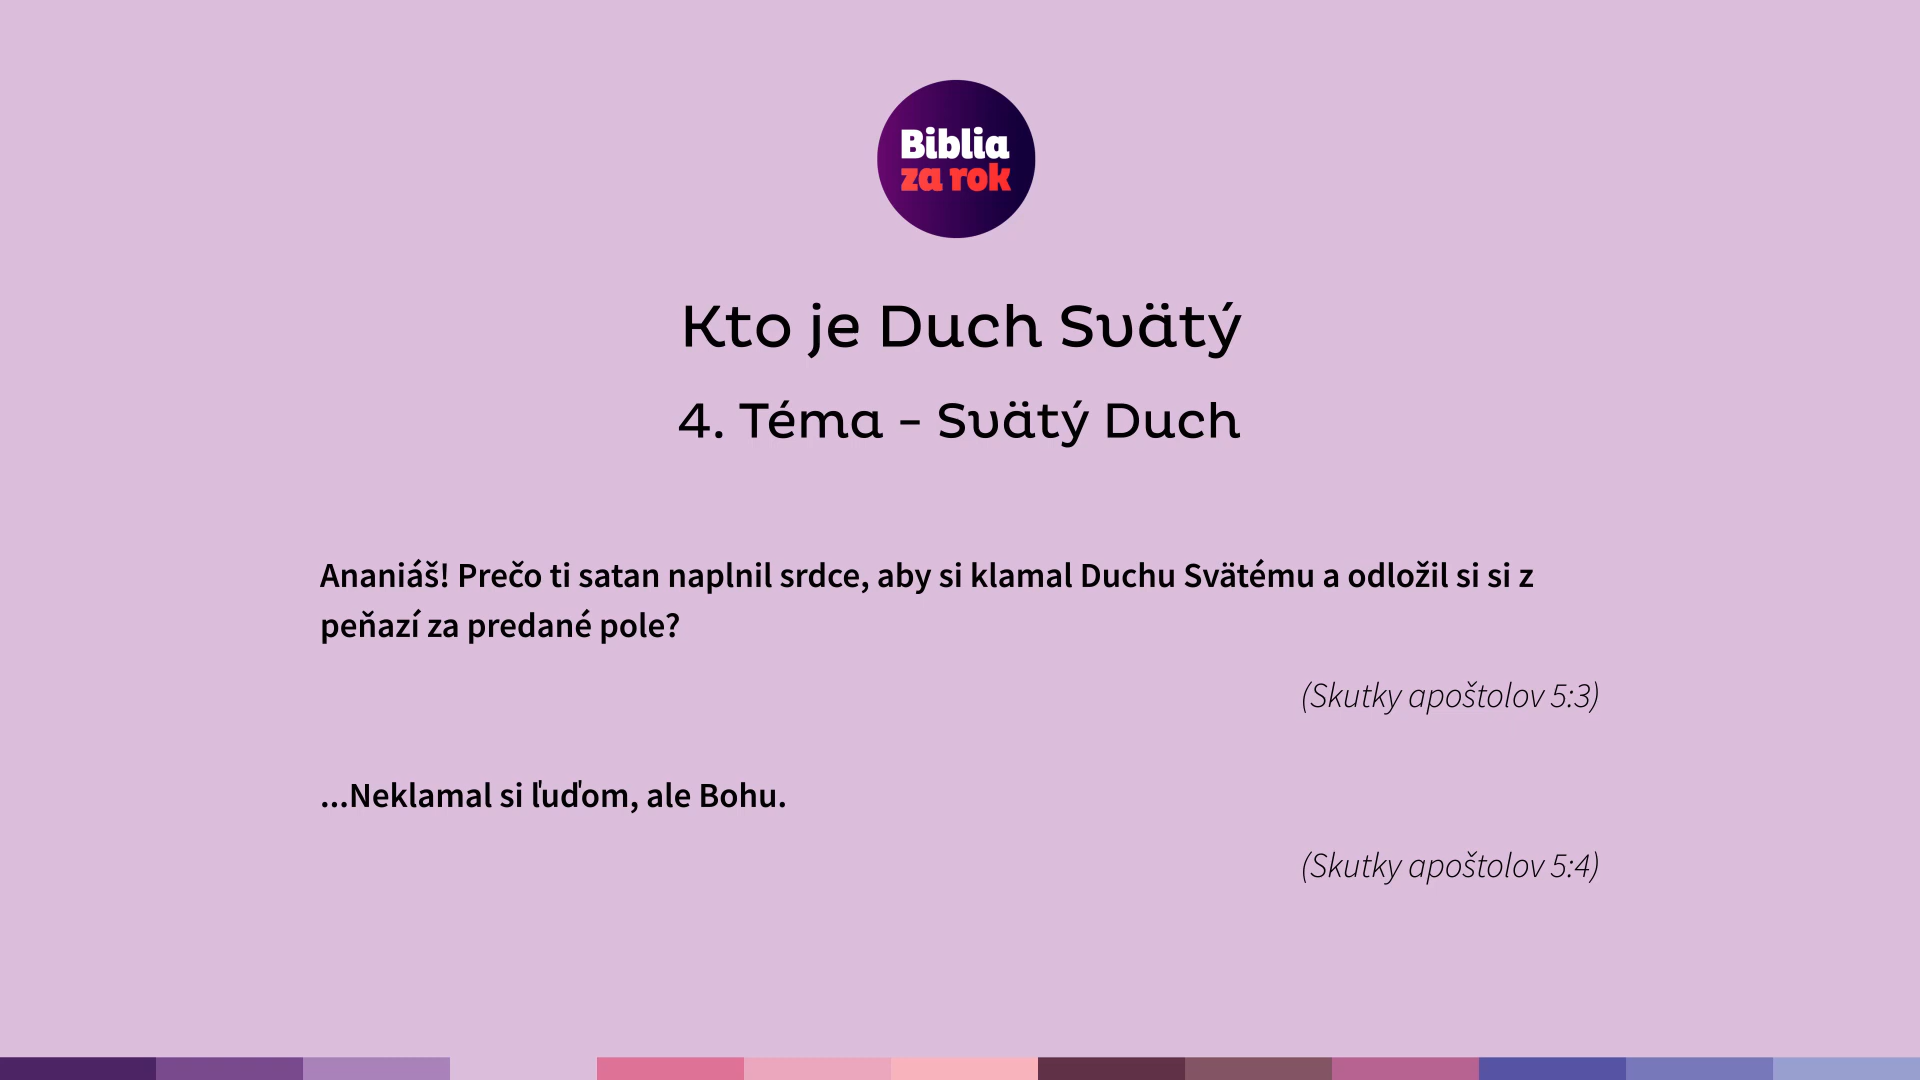 Biblia
za rok
Kto je Duch Svätý
4. Téma - Svätý Duch
Ananiáš! Prečo ti satan naplnil srdce, aby si klamal Duchu Svätému a odložil si si z
peňazí za predané pole?
(Skutky apoštolov 5:3)
...Neklamal si ľuďom, ale Bohu.
(Skutky apoštolov 5:4)